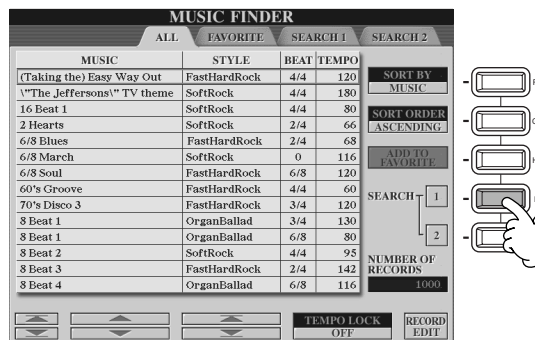 MUSIC FINDER
ALL FAVORITE SEARCH 1 SEARCH 2
MUSIC STYLE BEAT TEMPO
(Taking the) Easy Way Out FastHardRock 4/4 120
\"The Jeffersons\" TV theme SoftRock 4/4 180
16 Beat 1 SoftRock 4/4 80
2 Hearts SoftRock 2/4 66
6/8 Blues FastHardRock 2/4 68
6/8 March SoftRock 0 116
6/8 Soul FastHardRock 6/8 120
60's Groove FastHardRock 4/4 60
70's Disco 3 FastHardRock 3/4 120
8 Beat 1 OrganBallad 3/4 130
8 Beat 1 OrganBallad 6/8 80
8 Beat 2 SoftRock 4/4 95
8 Beat 3 FastHardRock 2/4 142
8 Beat 4 OrganBallad 6/8 116
SORT BY
MUSIC
SORT ORDER
ASCENDING
ADD TO
FAVORITE
SEARCH 1
2
NUMBER OF
RECORDS
1000
TEMPO LOCK
OFF
RECORD
EDIT